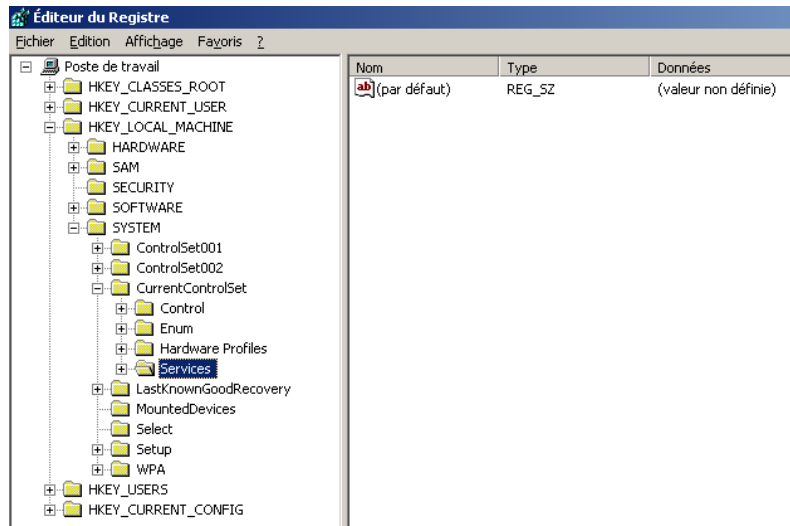 Éditeur du Registre
Fichier Edition Affichage Favoris ?
Poste de travail
HKEY_CLASSES_ROOT
HKEY_CURRENT_USER
HKEY_LOCAL_MACHINE
HARDWARE
SAM
SECURITY
SOFTWARE
SYSTEM
ControlSet001
ControlSet002
CurrentControlSet
Control
Enum
Hardware Profiles
Services
LastKnownGoodRecovery
MountedDevices
Select
Setup
WPA
HKEY_USERS
HKEY_CURRENT_CONFIG
Nom Type Données
ab (par défaut) REG_SZ (valeur non définie)